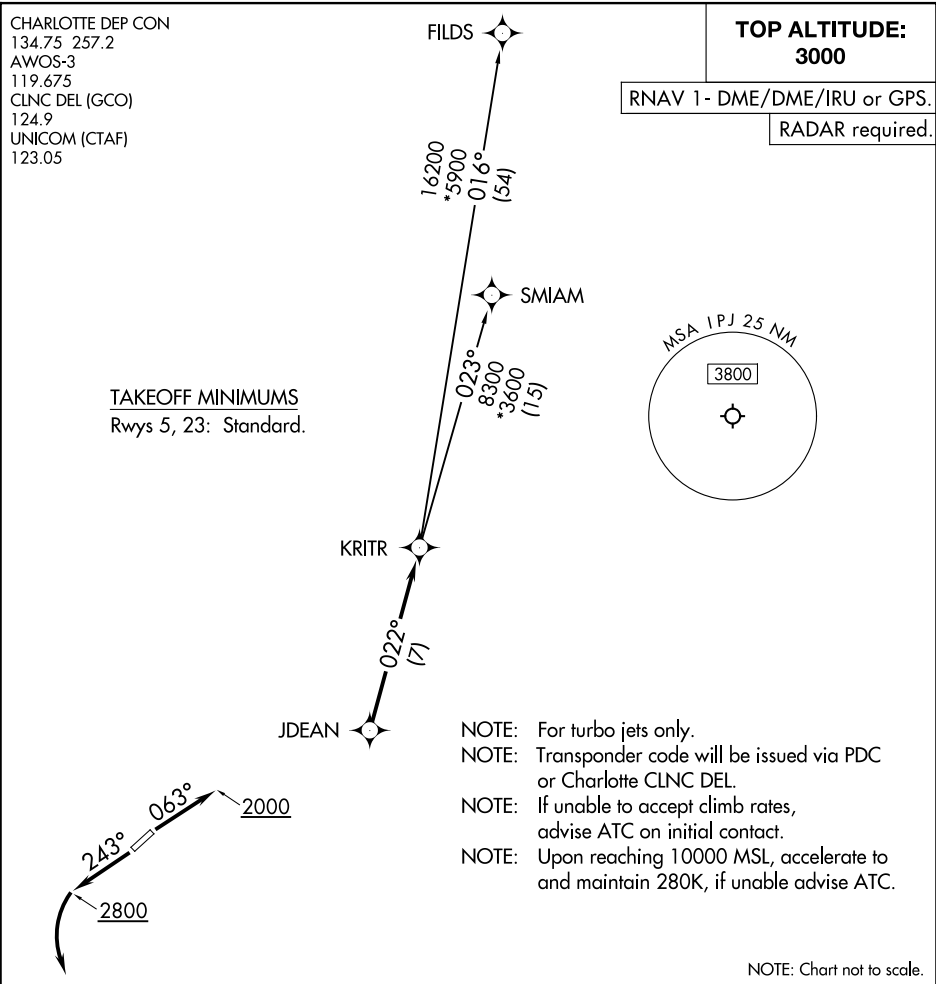 CHARLOTTE DEP CON
134.75 257.2
AWOS-3
119.675
CLNC DEL (GCO)
124.9
UNICOM (CTAF)
123.05
TOP ALTITUDE:
3000
RNAV 1- DME/DME/IRU or GPS.
RADAR required.
FILDS
16200
*5900
016°
(54)
SMIAM
023°
8300
*3600
(15)
MSA IPJ 25 NM
3800
TAKEOFF MINIMUMS
Rwys 5, 23: Standard.
KRITR
022°
(7)
JDEAN
063°
2000
243°
2800
NOTE: For turbo jets only.
NOTE: Transponder code will be issued via PDC
or Charlotte CLNC DEL.
NOTE: If unable to accept climb rates,
advise ATC on initial contact.
NOTE: Upon reaching 10000 MSL, accelerate to
and maintain 280K, if unable advise ATC.
NOTE: Chart not to scale.